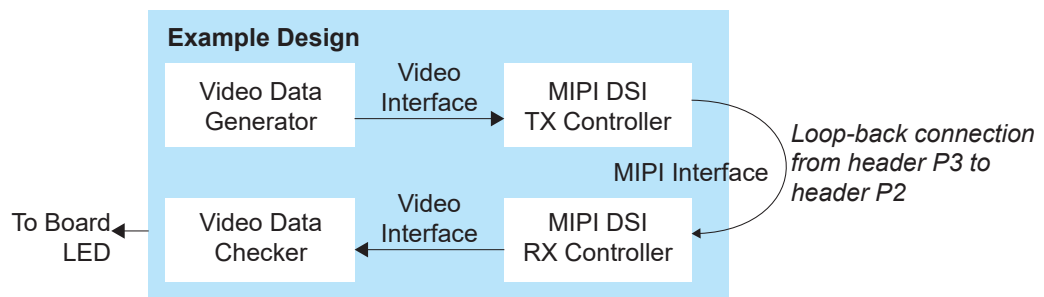 Example Design
Video Data
Generator
Video
Interface
MIPI DSI
TX Controller
Loop-back connection
from header P3 to
header P2
MIPI Interface
To Board
LED
Video Data
Checker
Video
Interface
MIPI DSI
RX Controller